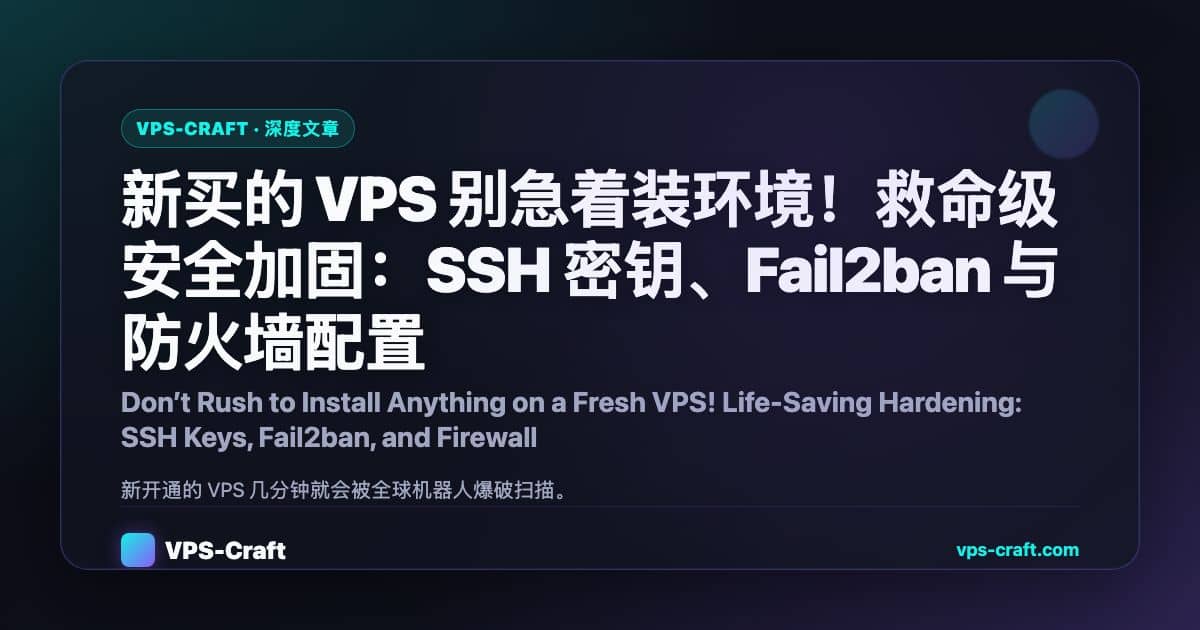 VPS-CRAFT · 深度文章
新买的 VPS 别急着装环境！救命级
安全加固：SSH 密钥、Fail2ban 与
防火墙配置
Don’t Rush to Install Anything on a Fresh VPS! Life-Saving Hardening:
SSH Keys, Fail2ban, and Firewall
新开通的 VPS 几分钟就会被全球机器人爆破扫描。
VPS-Craft
vps-craft.com